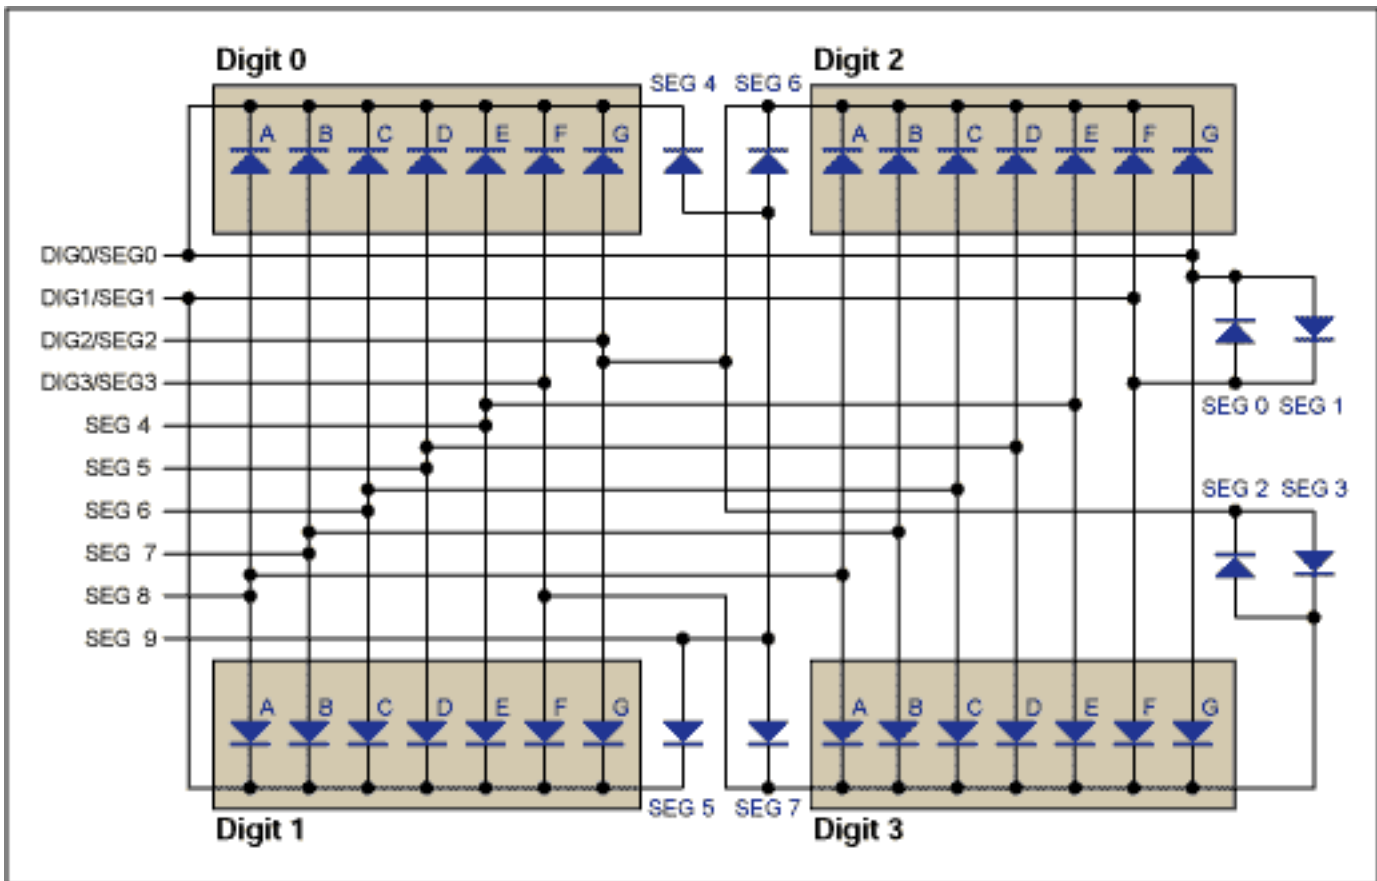 Digit 0
Digit 2
SEG 4 SEG 6
A B C D E F G
A B C D E F G
DIG0/SEG0
DIG1/SEG1
DIG2/SEG2
DIG3/SEG3
SEG 4
SEG 5
SEG 6
SEG 7
SEG 8
SEG 9
SEG 0 SEG 1
SEG 2 SEG 3
A B C D E F G
A B C D E F G
SEG 5 SEG 7
Digit 1
Digit 3